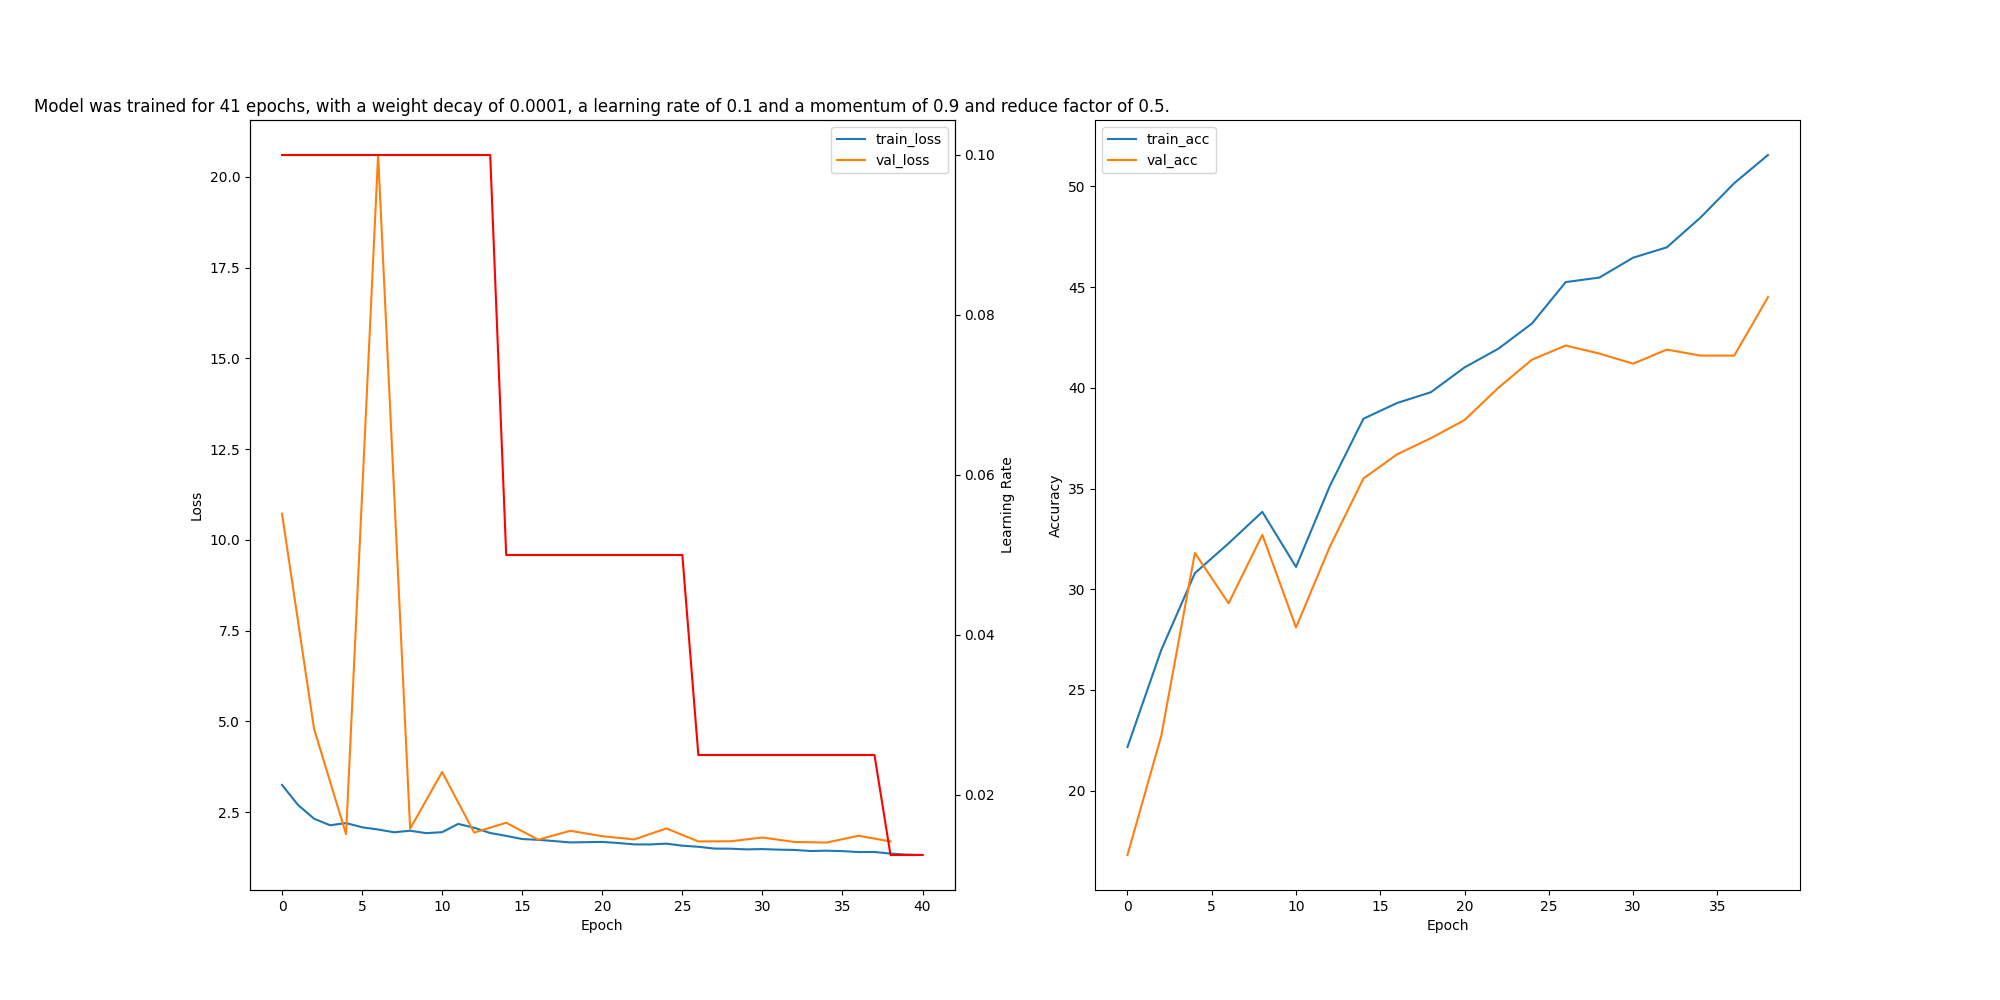 Model was trained for 41 epochs, with a weight decay of 0.0001, a learning rate of 0.1 and a momentum of 0.9 and reduce factor of 0.5.
train_loss
val_loss
20.0
17.5
15.0
12.5
10.0
7.5
5.0
2.5
Loss
0 5 10 15 20 25 30 35 40
Epoch
0.10
0.08
0.06
0.04
0.02
Learning Rate
train_acc
val_acc
50
45
40
35
30
25
20
Accuracy
0 5 10 15 20 25 30 35
Epoch